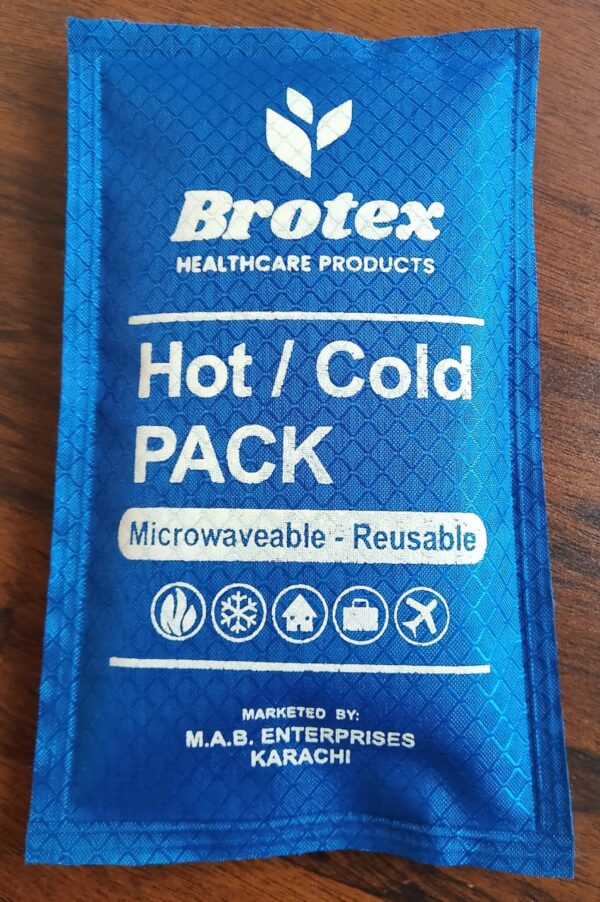 Brotex
HEALTHCARE PRODUCTS
Hot / Cold
PACK
Microwaveable - Reusable
MARKETED BY:
M.A.B. ENTERPRISES
KARACHI